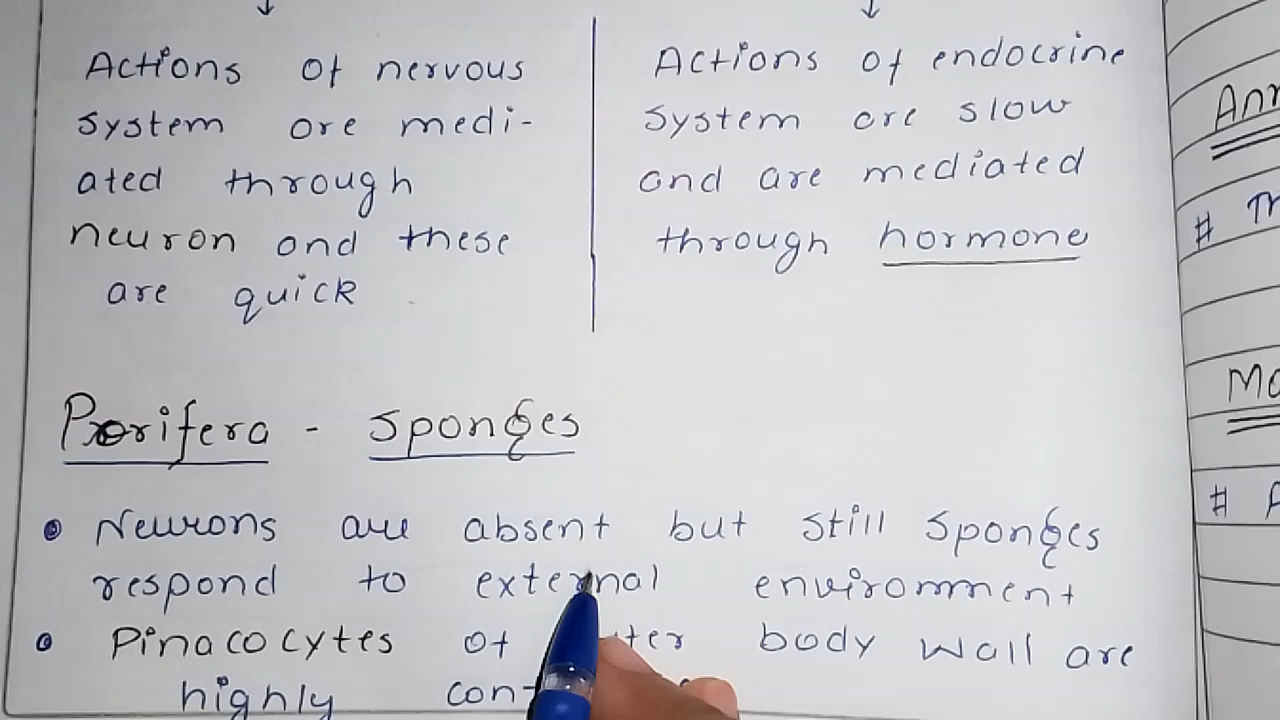 Actions of nervous
system are medi-
ated through
neuron and these
are quick
Actions of endocrine
system are slow
and are mediated
through hormone
Porifera - Sponges
Neurons are absent but still sponges
respond to external enviromment
Pinacocytes of body wall are
highly
#
#